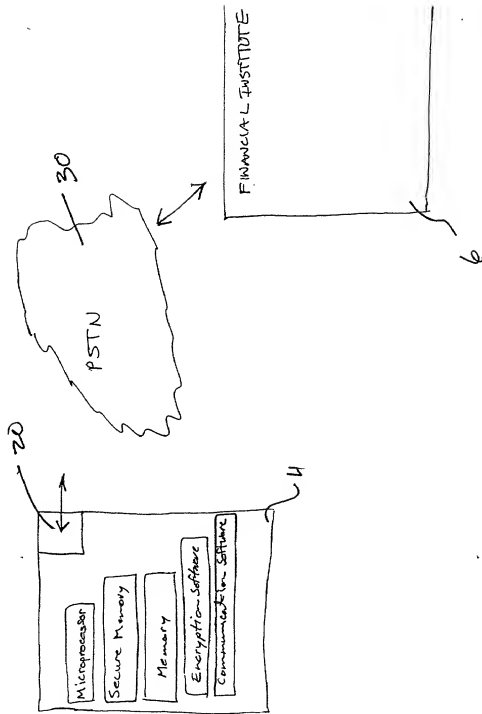 20
Microprocessor
Secure Memory
Memory
Encryption Software
Communication Software
4
PSTN
30
FINANCIAL INSTITUTE
6